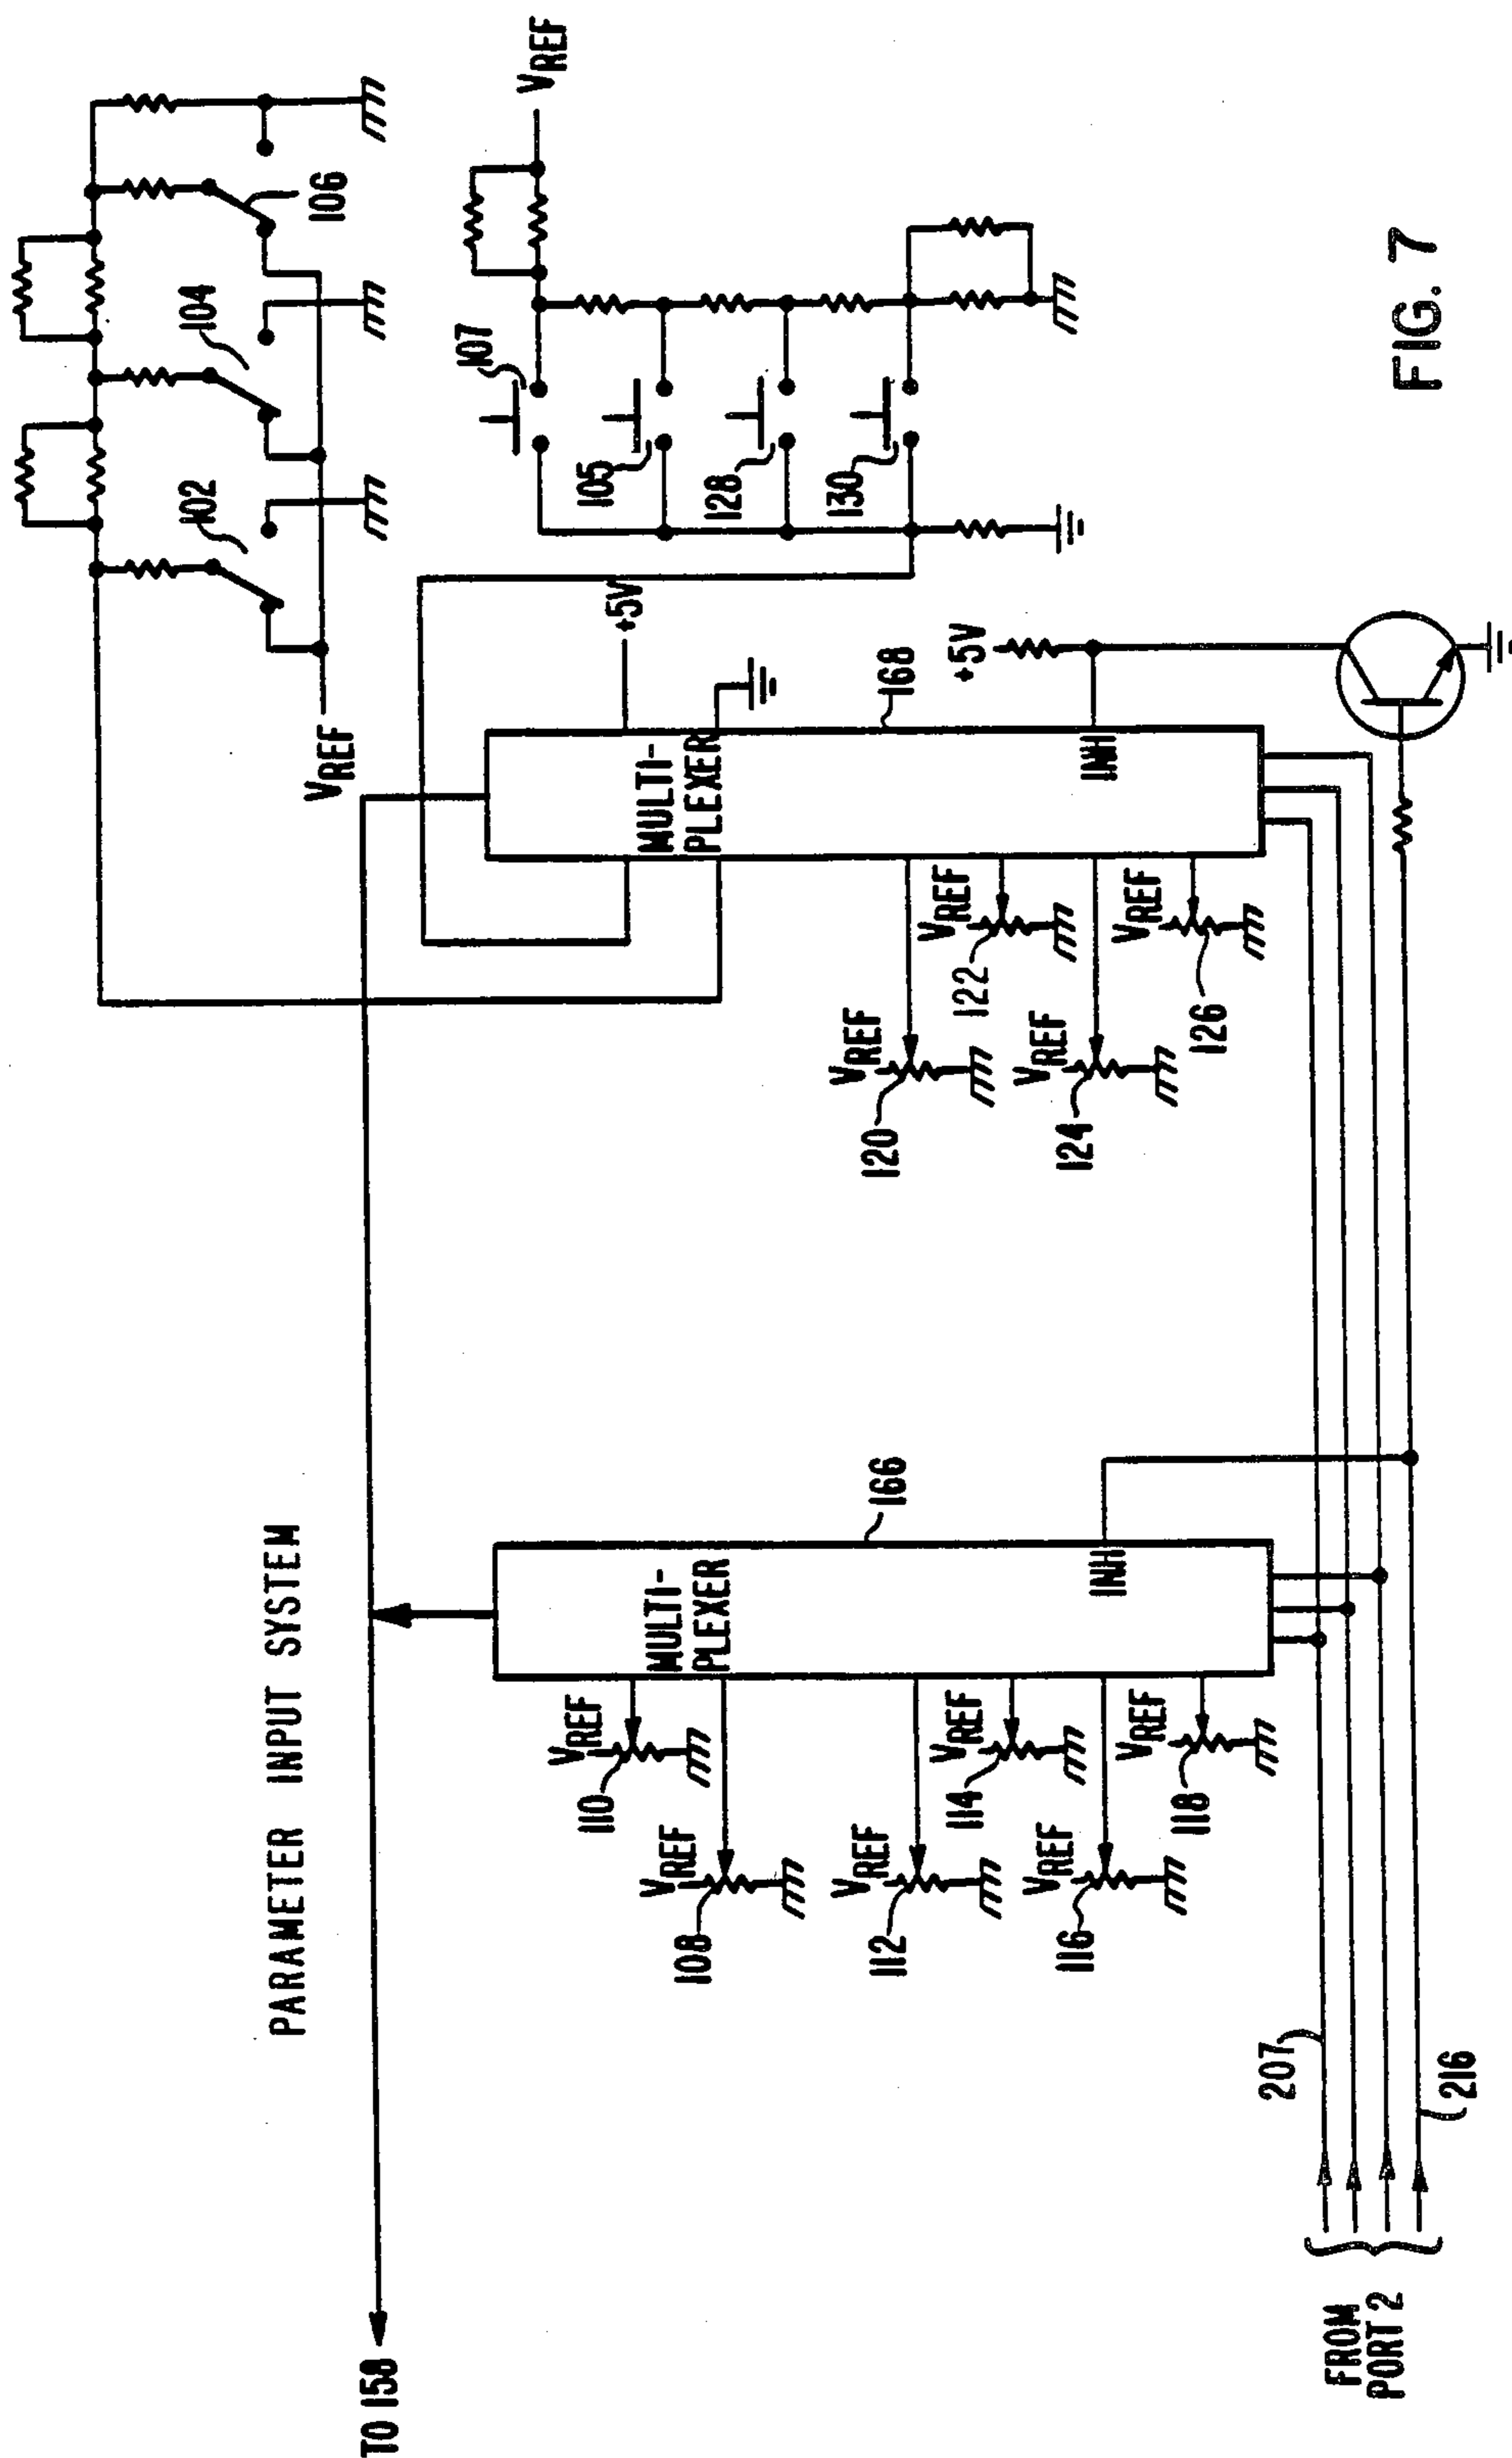 PARAMETER INPUT SYSTEM
TO 158
102
104
106
VREF
VREF
107
105
128
130
+5V
MULTI-
PLEXER
168
+5V
INH
VREF
120
VREF
122
VREF
124
VREF
126
MULTI-
PLEXER
166
INH
VREF
110
VREF
108
VREF
112
VREF
114
VREF
116
VREF
118
207
216
FROM
PORT 2
FIG. 7